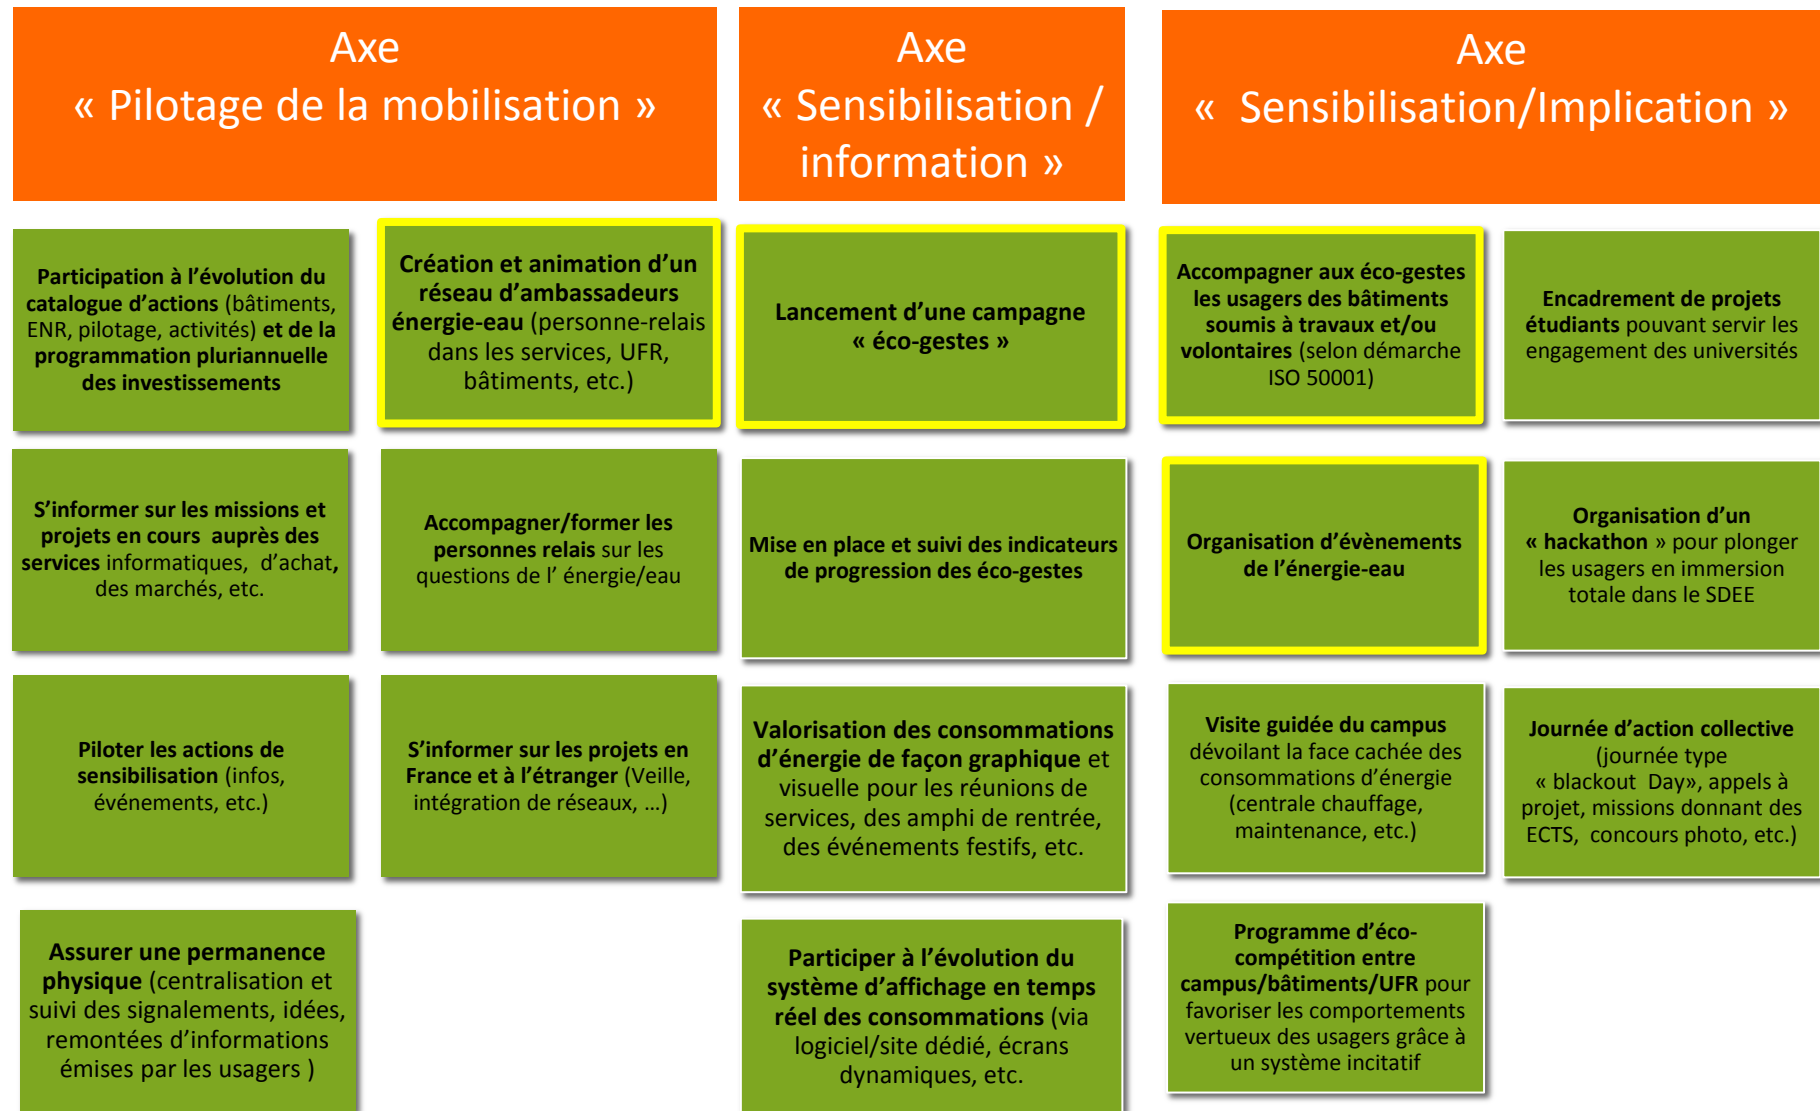 Axe
« Pilotage de la mobilisation »
Axe
« Sensibilisation /
information »
Axe
«  Sensibilisation/Implication »
Participation à l’évolution du
catalogue d’actions (bâtiments,
ENR, pilotage, activités) et de la
programmation pluriannuelle
des investissements
Création et animation d’un
réseau d’ambassadeurs
énergie-eau (personne-relais
dans les services, UFR,
bâtiments, etc.)
Lancement d’une campagne
« éco-gestes »
Accompagner aux éco-gestes
les usagers des bâtiments
soumis à travaux et/ou
volontaires (selon démarche
ISO 50001)
Encadrement de projets
étudiants pouvant servir les
engagement des universités
S’informer sur les missions et
projets en cours  auprès des
services informatiques,  d’achat,
des marchés, etc.
Accompagner/former les
personnes relais sur les
questions de l’ énergie/eau
Mise en place et suivi des indicateurs
de progression des éco-gestes
Organisation d’évènements
de l’énergie-eau
Organisation d’un
« hackathon » pour plonger
les usagers en immersion
totale dans le SDEE
Piloter les actions de
sensibilisation (infos,
événements, etc.)
S’informer sur les projets en
France et à l’étranger (Veille,
intégration de réseaux, …)
Valorisation des consommations
d’énergie de façon graphique et
visuelle pour les réunions de
services, des amphi de rentrée,
des événements festifs, etc.
Visite guidée du campus
dévoilant la face cachée des
consommations d’énergie
(centrale chauffage,
maintenance, etc.)
Journée d’action collective
(journée type
« blackout  Day», appels à
projet, missions donnant des
ECTS,  concours photo, etc.)
Assurer une permanence
physique (centralisation et
suivi des signalements, idées,
remontées d’informations
émises par les usagers )
Participer à l’évolution du
système d’affichage en temps
réel des consommations (via
logiciel/site dédié, écrans
dynamiques, etc.
Programme d’éco-
compétition entre
campus/bâtiments/UFR pour
favoriser les comportements
vertueux des usagers grâce à
un système incitatif